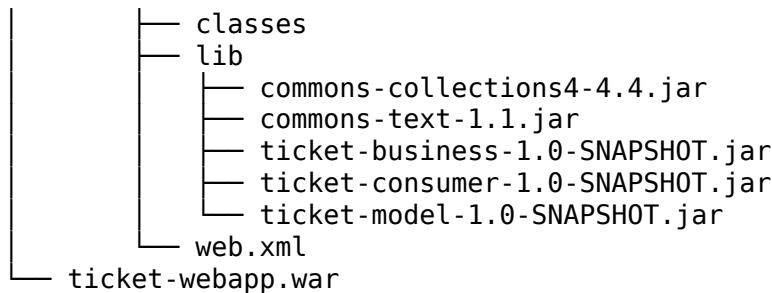 │       ├── classes
│       ├── lib
│       │   ├── commons-collections4-4.4.jar
│       │   ├── commons-text-1.1.jar
│       │   ├── ticket-business-1.0-SNAPSHOT.jar
│       │   ├── ticket-consumer-1.0-SNAPSHOT.jar
│       │   └── ticket-model-1.0-SNAPSHOT.jar
│       └── web.xml
└── ticket-webapp.war